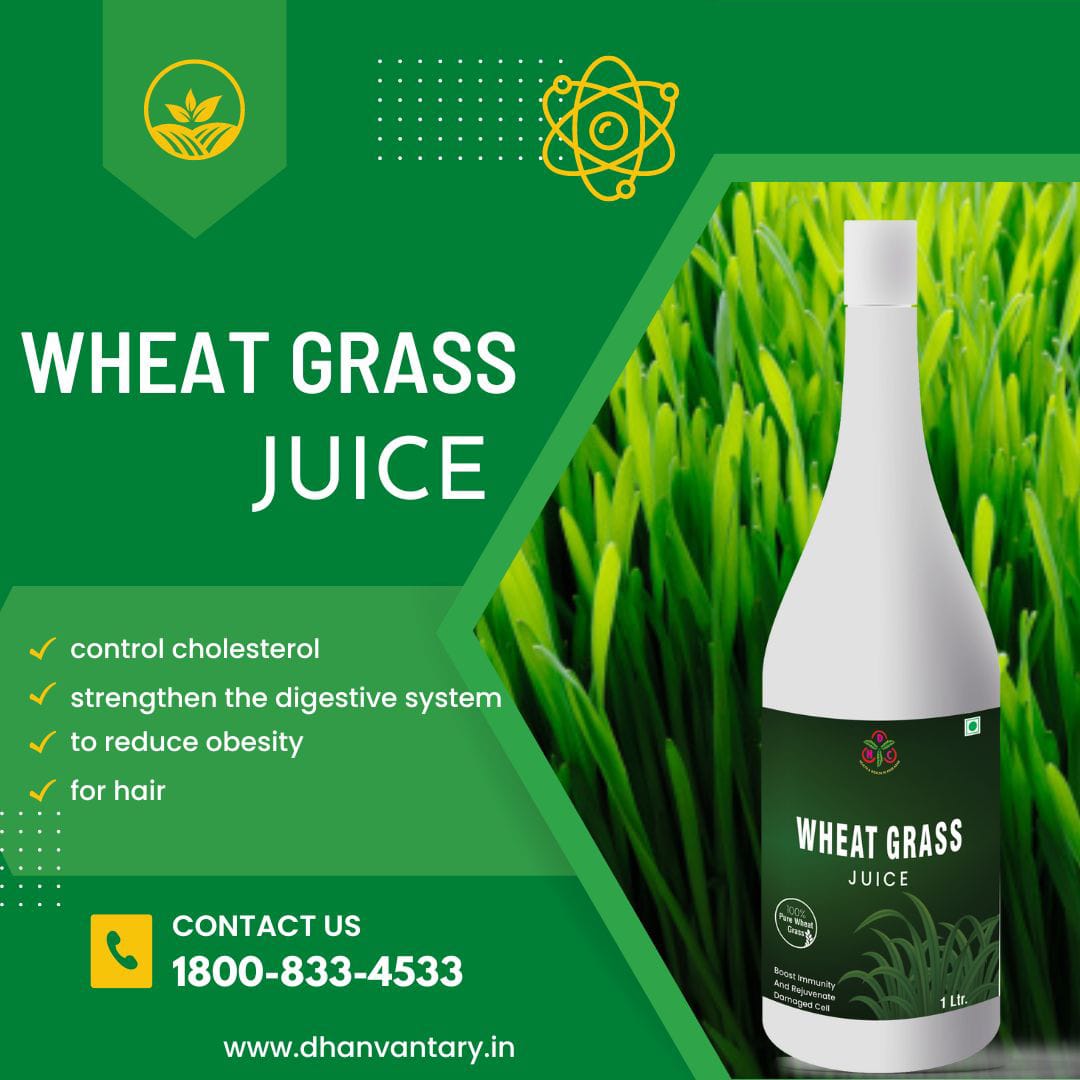 WHEAT GRASS
JUICE
control cholesterol
strengthen the digestive system
to reduce obesity
for hair
CONTACT US
1800-833-4533
www.dhanvantary.in
D
H C
WHEAT GRASS
JUICE
100%
Pure Wheat
Grass
Boost Immunity
And Rejuvenate
Damaged Cell
1 Ltr.